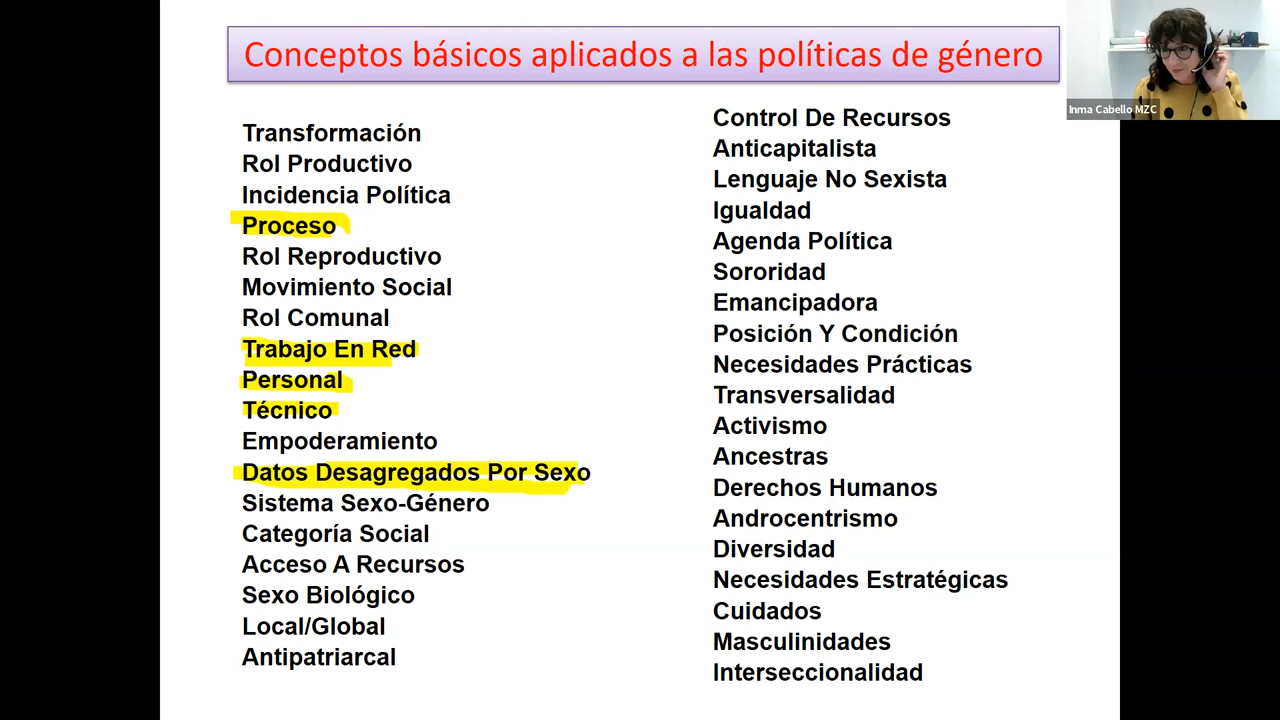 Conceptos básicos aplicados a las políticas de género
Inma Cabello MZC
Transformación
Rol Productivo
Incidencia Política
Proceso
Rol Reproductivo
Movimiento Social
Rol Comunal
Trabajo En Red
Personal
Técnico
Empoderamiento
Datos Desagregados Por Sexo
Sistema Sexo-Género
Categoría Social
Acceso A Recursos
Sexo Biológico
Local/Global
Antipatriarcal
Control De Recursos
Anticapitalista
Lenguaje No Sexista
Igualdad
Agenda Política
Sororidad
Emancipadora
Posición Y Condición
Necesidades Prácticas
Transversalidad
Activismo
Ancestras
Derechos Humanos
Androcentrismo
Diversidad
Necesidades Estratégicas
Cuidados
Masculinidades
Interseccionalidad